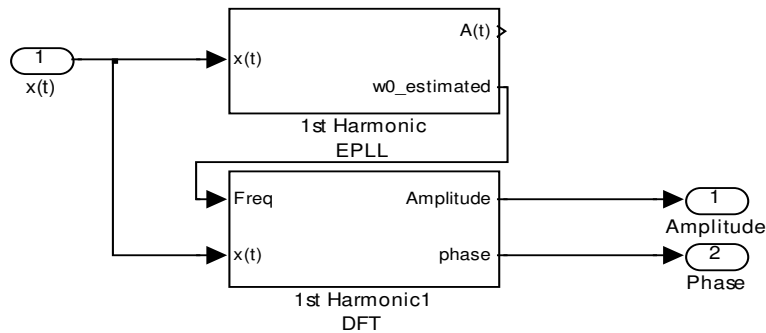 1
x(t)
x(t)
A(t)
w0_estimated
1st Harmonic
EPLL
Freq
x(t)
Amplitude
phase
1st Harmonic1
DFT
1
Amplitude
2
Phase